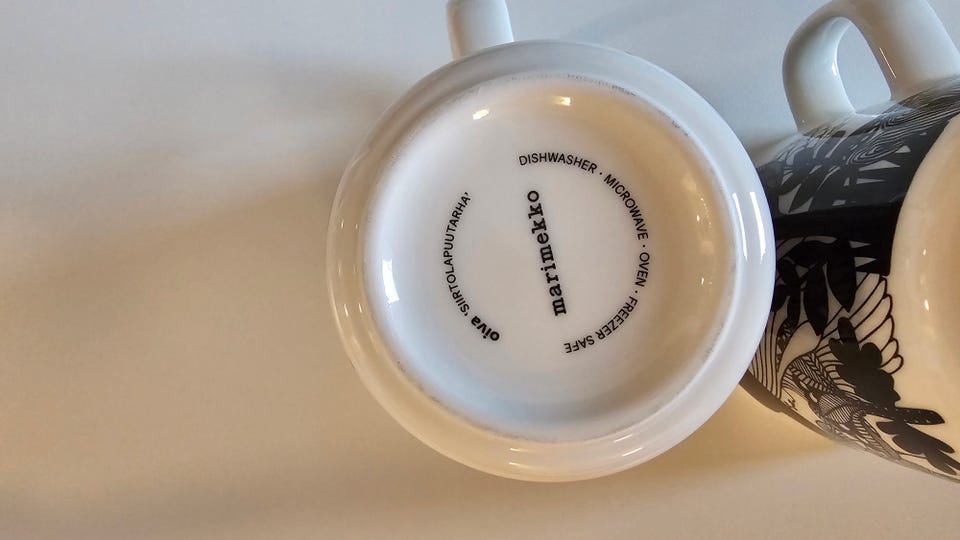 DISHWASHER · MICROWAVE · OVEN · FREEZER SAFE
marimekko
oiva 'SIIRTOLAPUUTARHA'